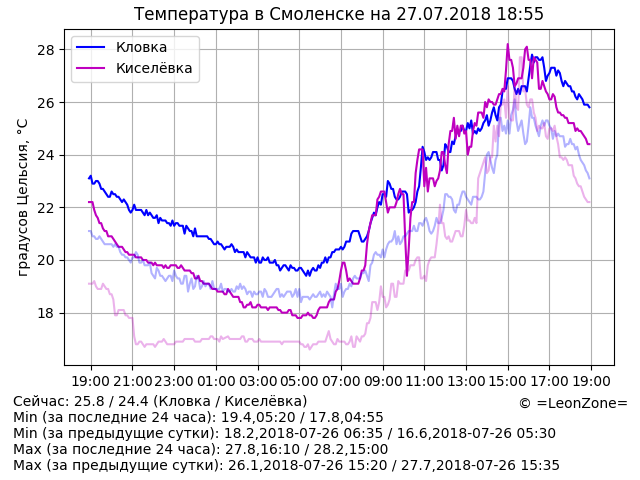 Температура в Смоленске на 27.07.2018 18:55
Кловка
Киселёвка
градусов Цельсия, °C
28
26
24
22
20
18
19:00 21:00 23:00 01:00 03:00 05:00 07:00 09:00 11:00 13:00 15:00 17:00 19:00
Сейчас: 25.8 / 24.4 (Кловка / Киселёвка)
© =LeonZone=
Min (за последние 24 часа): 19.4,05:20 / 17.8,04:55
Min (за предыдущие сутки): 18.2,2018-07-26 06:35 / 16.6,2018-07-26 05:30
Max (за последние 24 часа): 27.8,16:10 / 28.2,15:00
Max (за предыдущие сутки): 26.1,2018-07-26 15:20 / 27.7,2018-07-26 15:35